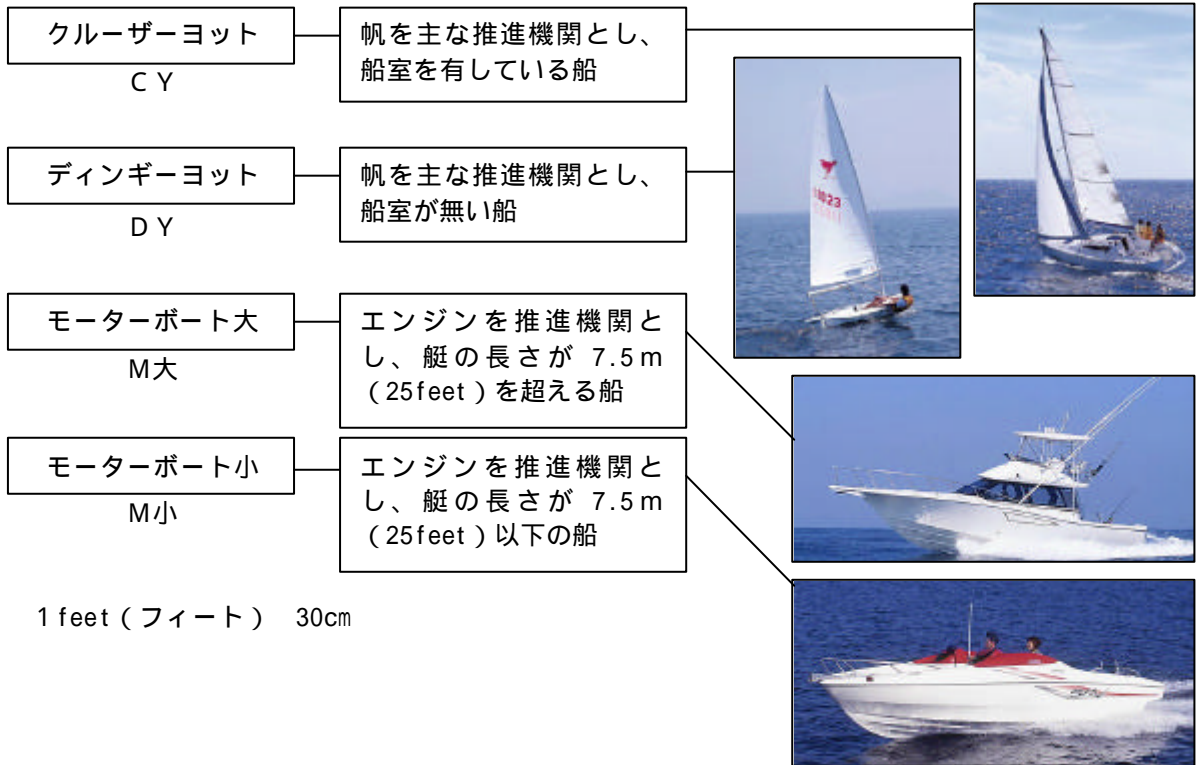 クルーザーヨット
帆を主な推進機関とし、
船室を有している船
ＣＹ
ディンギーヨット
帆を主な推進機関とし、
船室が無い船
ＤＹ
モーターボート大
エンジンを推進機関と
し、艇の長さが 7.5ｍ
（25feet）を超える船
Ｍ大
モーターボート小
エンジンを推進機関と
し、艇の長さが 7.5ｍ
（25feet）以下の船
Ｍ小
１feet（フィート） 30㎝